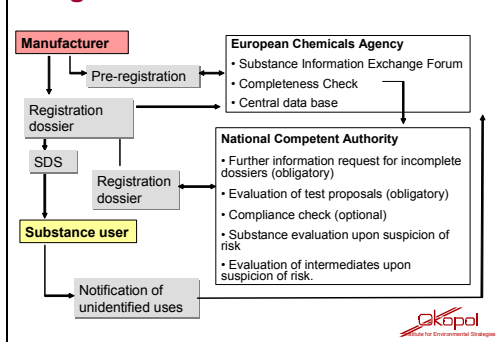 Manufacturer
Pre-registration
Registration
dossier
SDS
Registration
dossier
Substance user
Notification of
unidentified uses
European Chemicals Agency
• Substance Information Exchange Forum
• Completeness Check
• Central data base
National Competent Authority
• Further information request for incomplete
dossiers (obligatory)
• Evaluation of test proposals (obligatory)
• Compliance check (optional)
• Substance evaluation upon suspicion of
risk
• Evaluation of intermediates upon
suspicion of risk.
Ökopol
Institute for Environmental Strategies